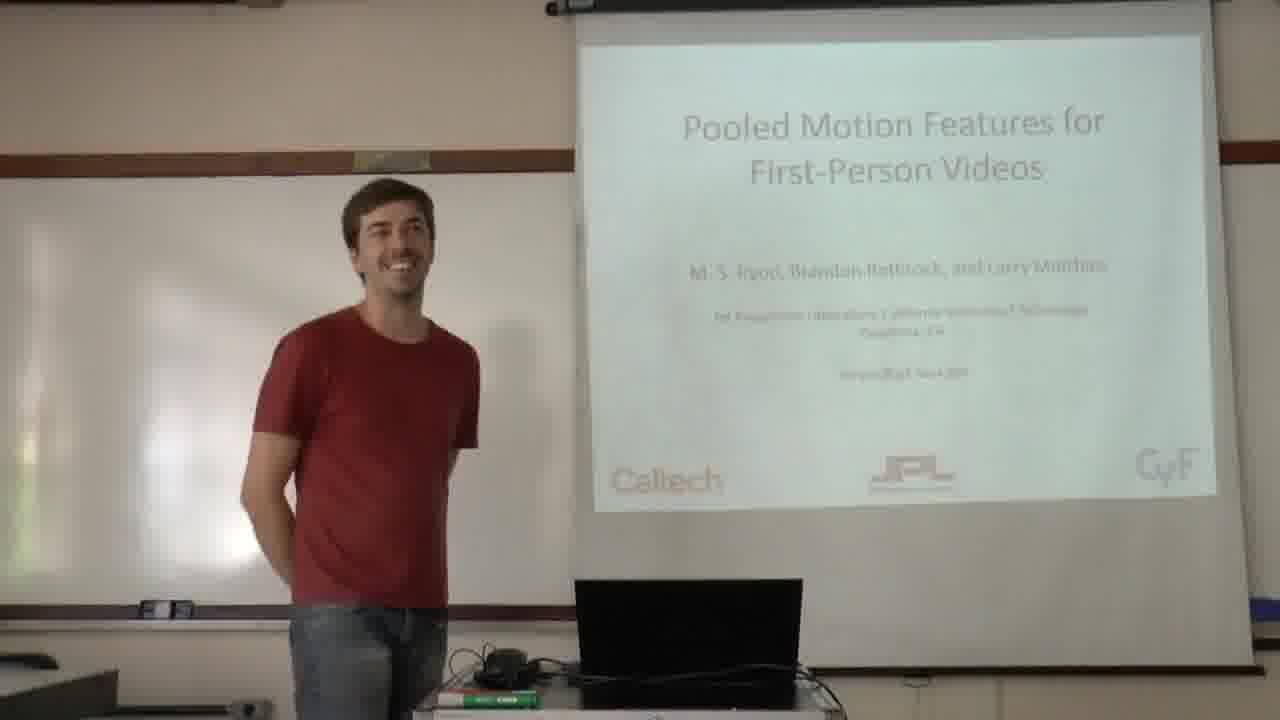 Pooled Motion Features for
First-Person Videos
M. S. Ryoo, Brandon Rothrock, and Larry Matthies
Jet Propulsion Laboratory, California Institute of Technology
Pasadena, CA
Caltech
JPL
CyF